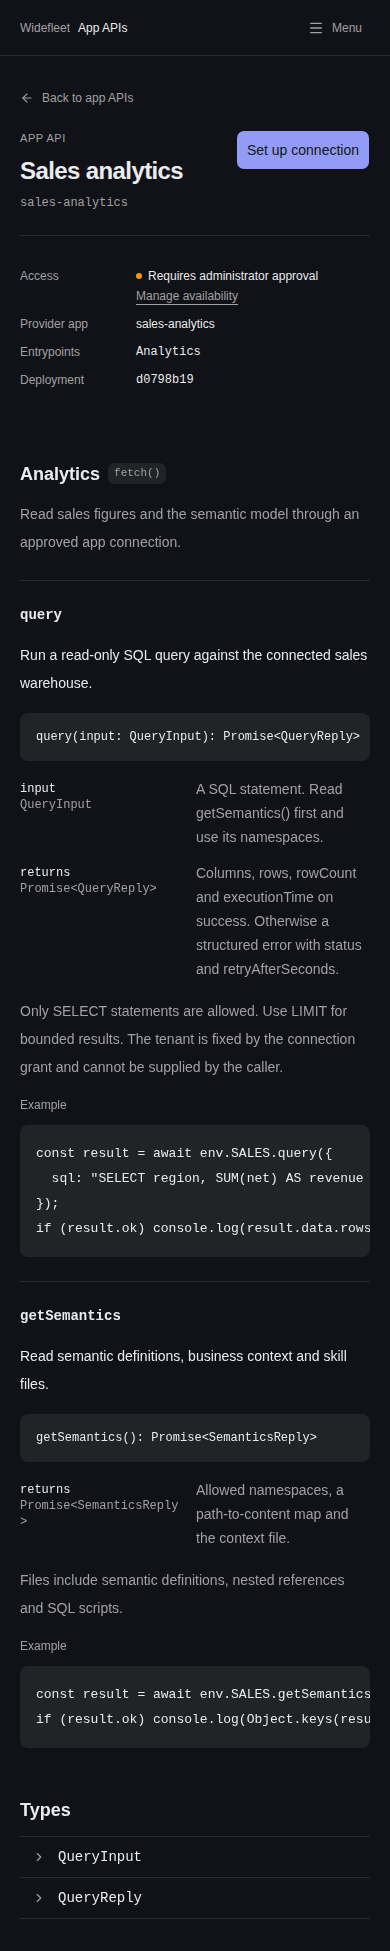 Widefleet App APIs
Menu
Back to app APIs
APP API
Sales analytics
Set up connection
sales-analytics
Access
Requires administrator approval
Manage availability
Provider app
sales-analytics
Entrypoints
Analytics
Deployment
d0798b19
Analytics fetch()
Read sales figures and the semantic model through an
approved app connection.
query
Run a read-only SQL query against the connected sales
warehouse.
query(input: QueryInput): Promise<QueryReply>
input
QueryInput
A SQL statement. Read
getSemantics() first and
use its namespaces.
returns
Promise<QueryReply>
Columns, rows, rowCount
and executionTime on
success. Otherwise a
structured error with status
and retryAfterSeconds.
Only SELECT statements are allowed. Use LIMIT for
bounded results. The tenant is fixed by the connection
grant and cannot be supplied by the caller.
Example
const result = await env.SALES.query({
  sql: "SELECT region, SUM(net) AS revenue
});
if (result.ok) console.log(result.data.rows
getSemantics
Read semantic definitions, business context and skill
files.
getSemantics(): Promise<SemanticsReply>
returns
Promise<SemanticsReply
>
Allowed namespaces, a
path-to-content map and
the context file.
Files include semantic definitions, nested references
and SQL scripts.
Example
const result = await env.SALES.getSemantics
if (result.ok) console.log(Object.keys(resu
Types
QueryInput
QueryReply